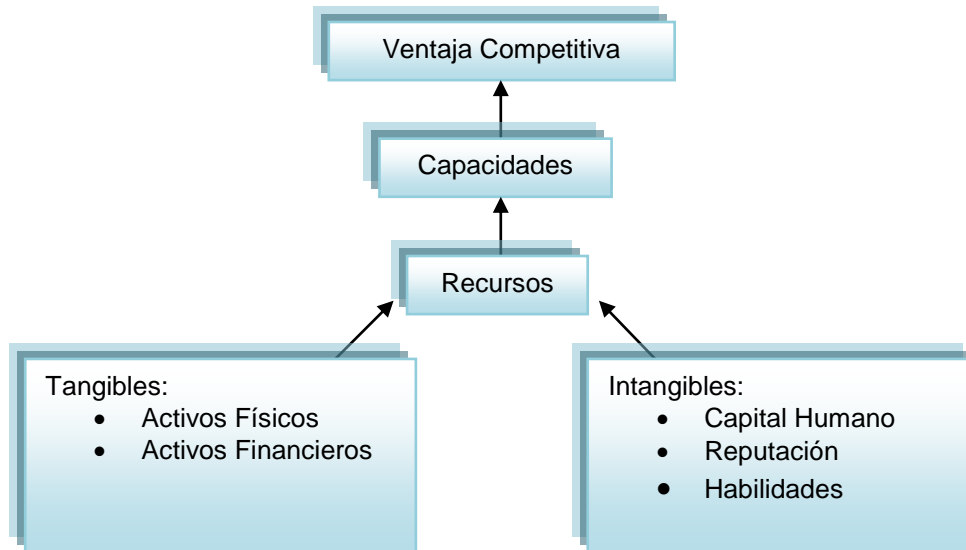 Ventaja Competitiva
Capacidades
Recursos
Tangibles:
• Activos Físicos
• Activos Financieros
Intangibles:
• Capital Humano
• Reputación
• Habilidades